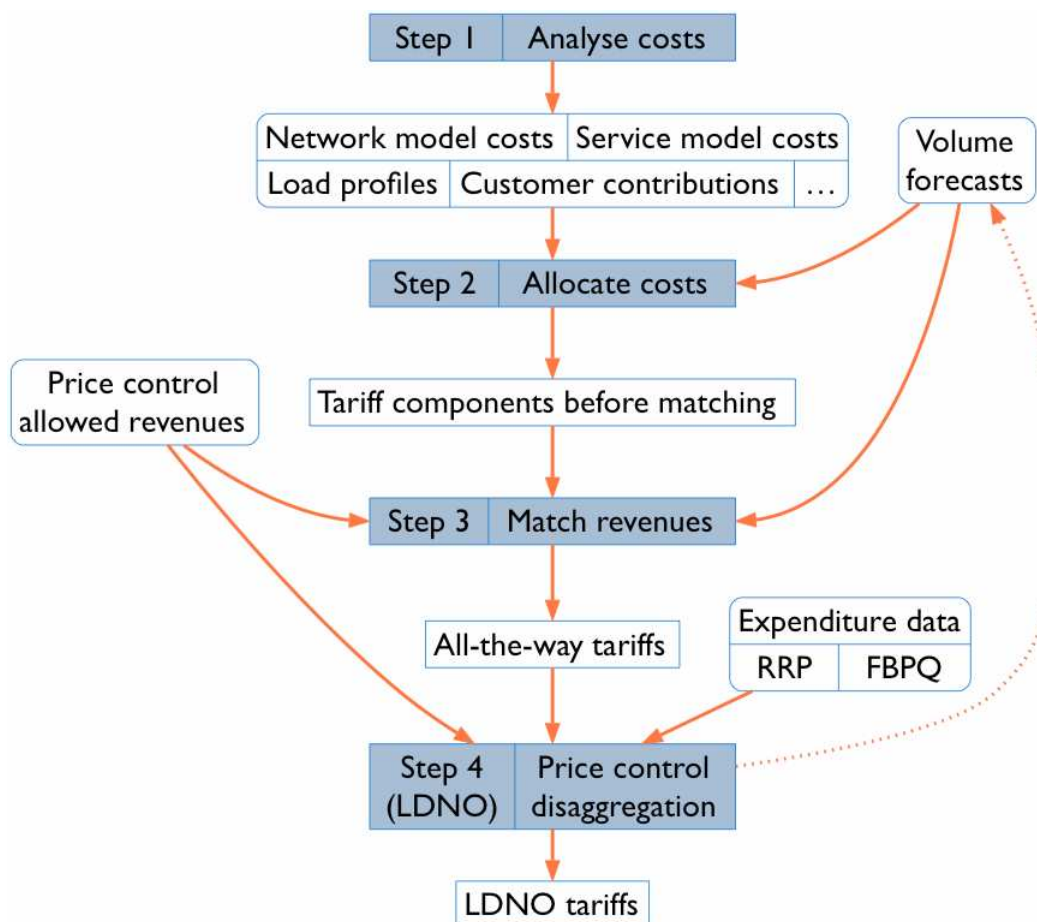 Step 1 Analyse costs
Network model costs Service model costs
Load profiles Customer contributions ...
Volume
forecasts
Step 2 Allocate costs
Price control
allowed revenues
Tariff components before matching
Step 3 Match revenues
All-the-way tariffs
Expenditure data
RRP FBPQ
Step 4
(LDNO)
Price control
disaggregation
LDNO tariffs